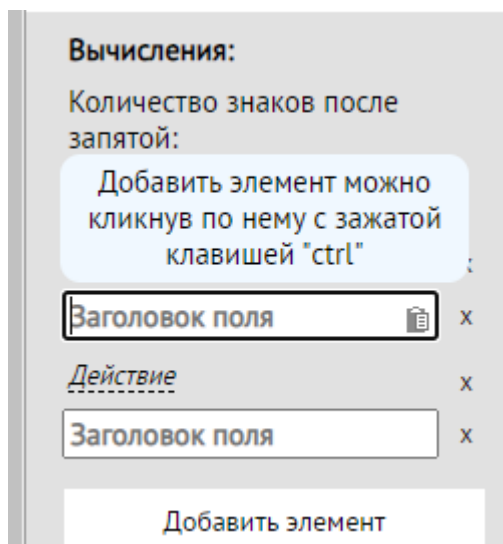 Вычисления:
Количество знаков после
запятой:
Добавить элемент можно
кликнув по нему с зажатой
клавишей "ctrl"
Заголовок поля x
Действие x
Заголовок поля x
Добавить элемент